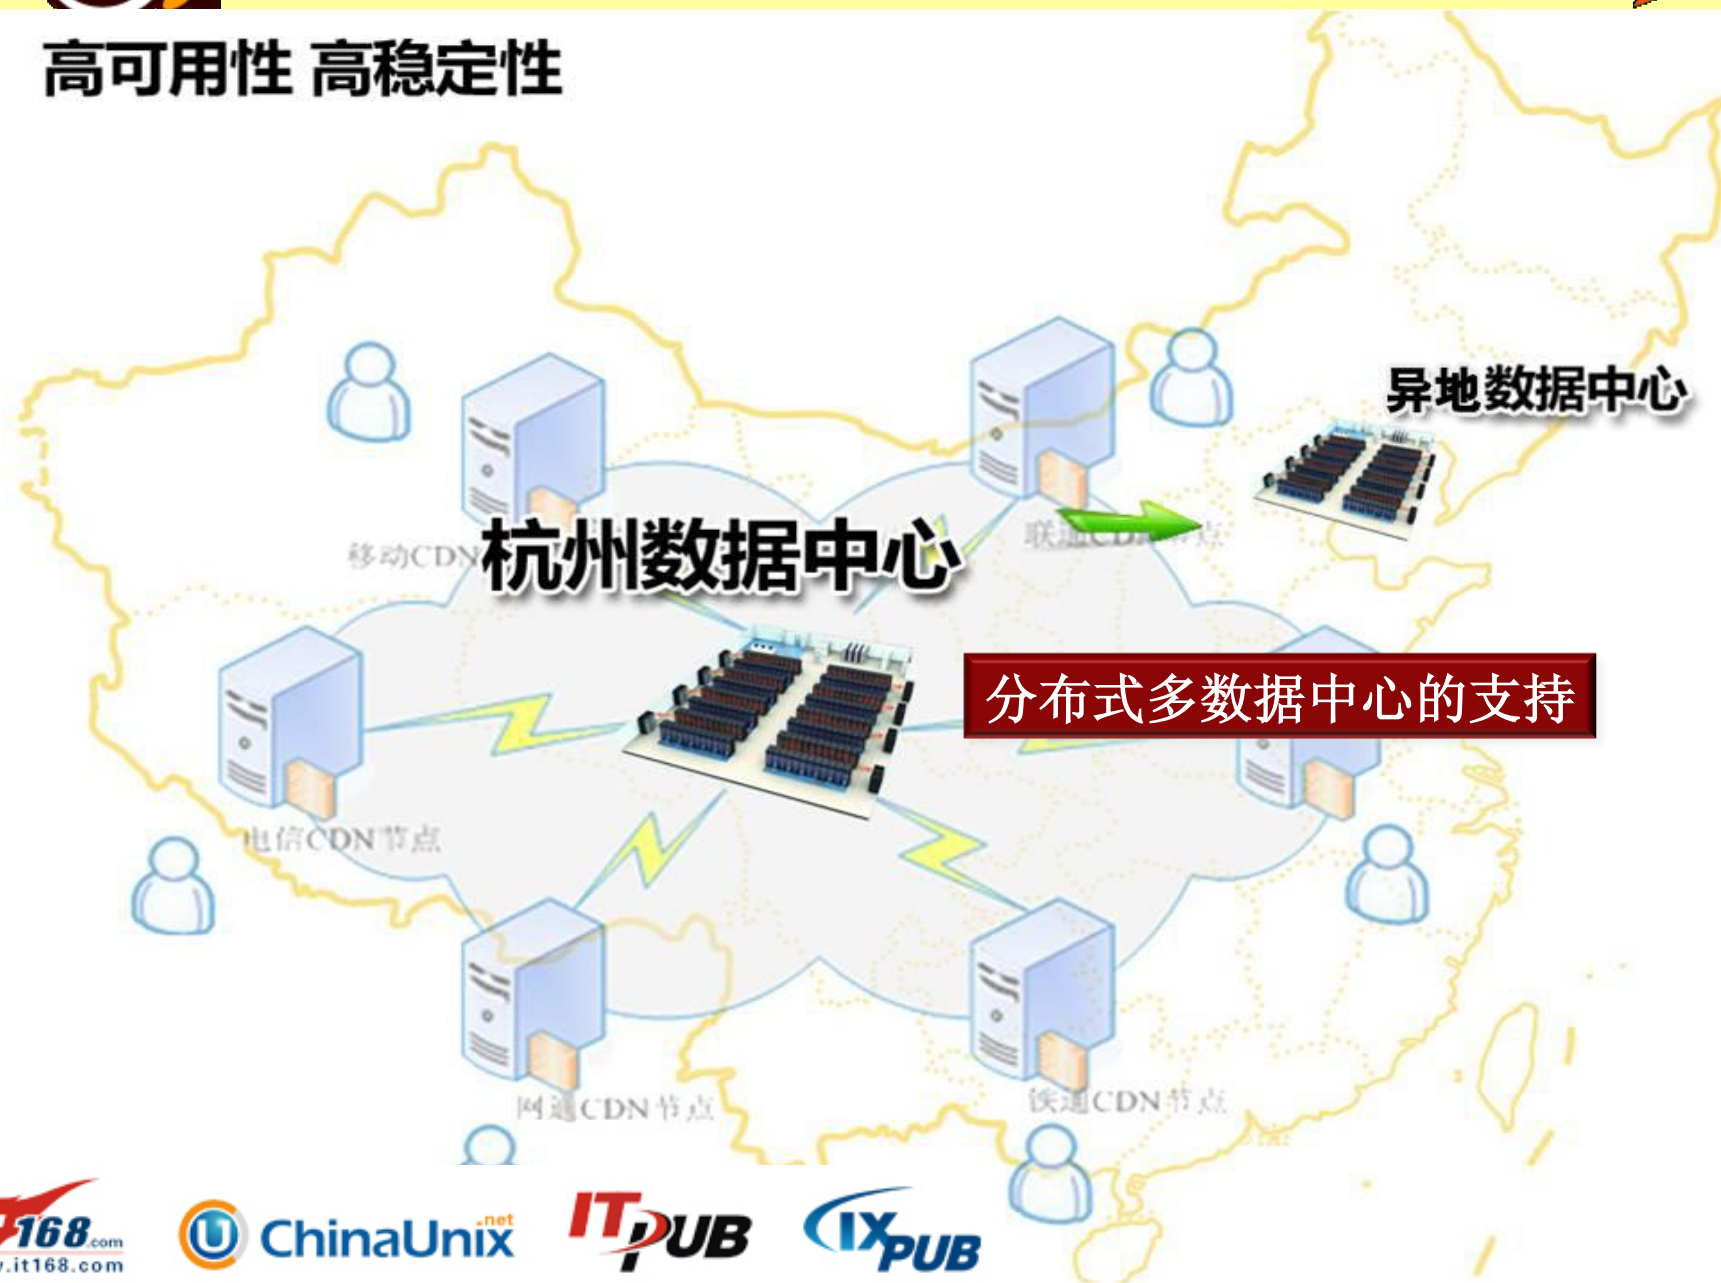 高可用性 高稳定性
异地数据中心
联通CDN节点
移动CDN
杭州数据中心
分布式多数据中心的支持
电信CDN节点
网通CDN节点
铁通CDN节点
168.com
.it168.com
ChinaUnix.net
ITPUB
IXPUB